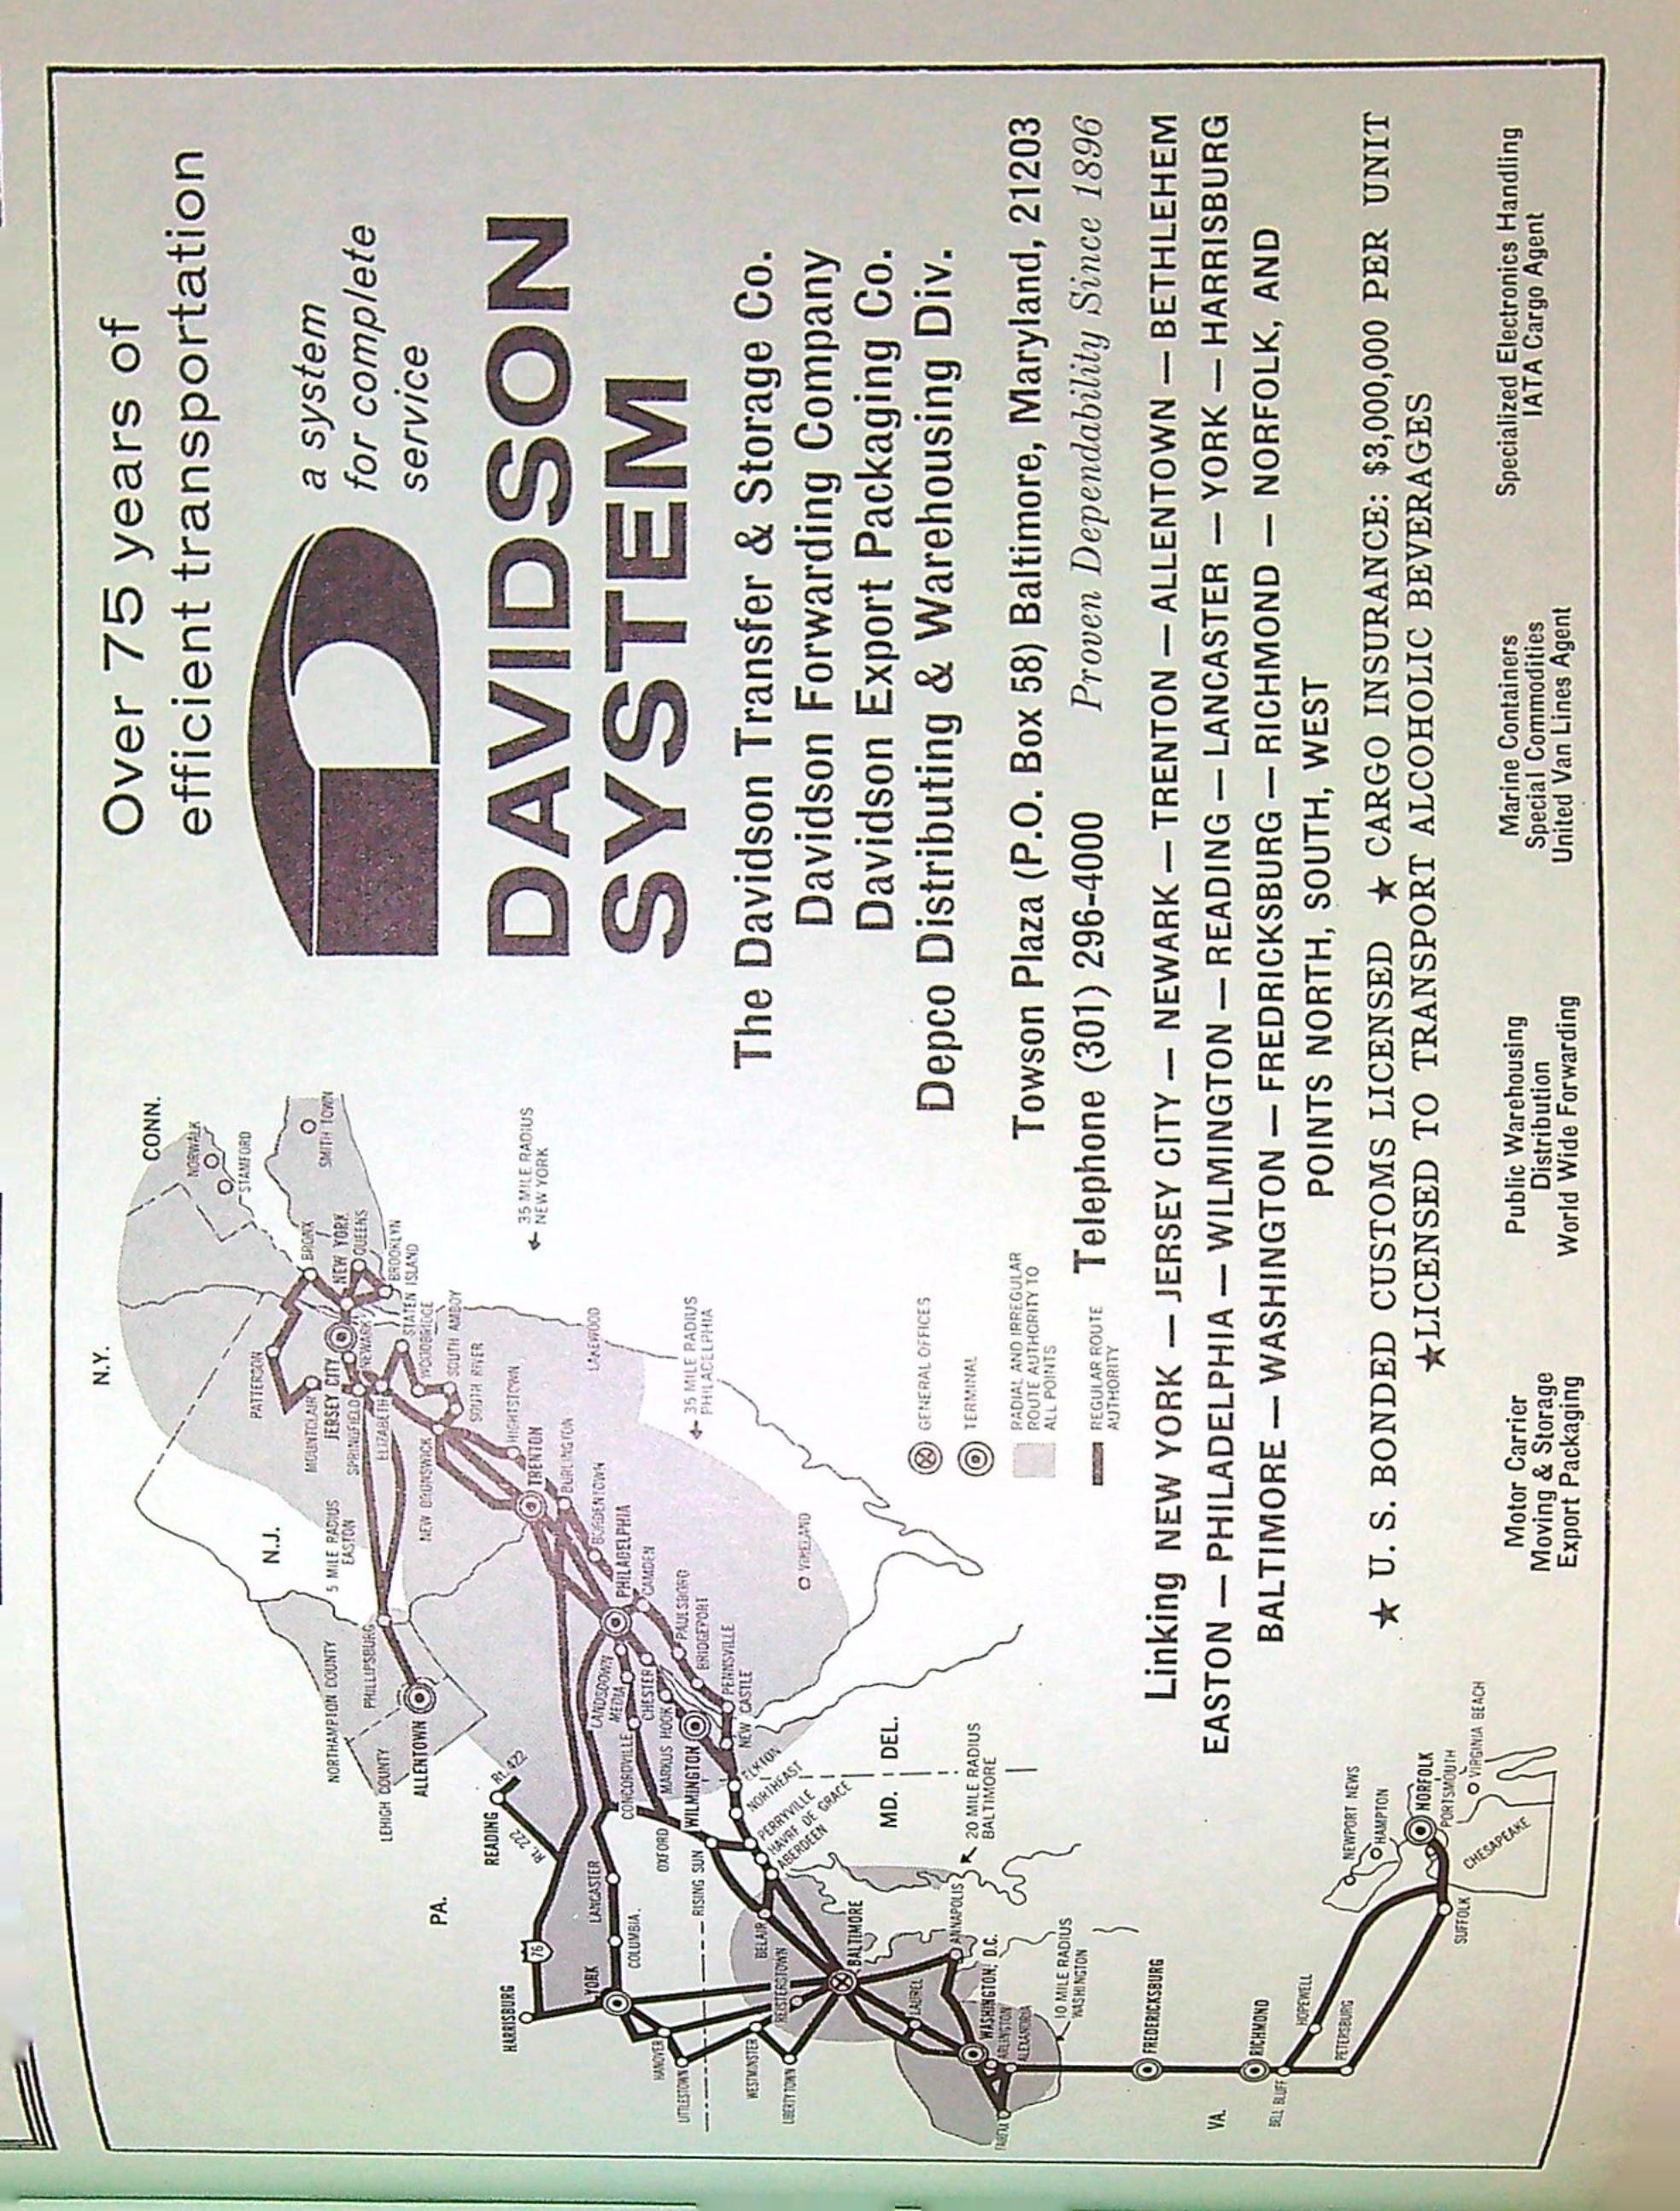 N.Y.
CONN.
NORWALK
STAMFORD
PATTERSON
N.J.
MOUNTCLAIR
BRONX
SMITH TOWN
NORTHAMPTON COUNTY
5 MILE RADIUS
EASTON
JERSEY CITY
NEW YORK
SPRINGFIELD
NEWARK
QUEENS
PHILLIPSBURG
LEHIGH COUNTY
ELIZABETH
BROOKLYN
STATEN ISLAND
ALLENTOWN
NEW BRUNSWICK
WOODBRIDGE
PA.
SOUTH AMBOY
SOUTH RIVER
READING
Rt. 422
HARRISBURG
Rt. 222
76
HIGHTSTOWN
TRENTON
35 MILE RADIUS
NEW YORK
BURLINGTON
YORK
LANCASTER
LANDSDOWN
BORDENTOWN
LAKEWOOD
COLUMBIA.
CONCORDVILLE
MEDIA
PHILADELPHIA
CHESTER
CAMDEN
HANOVER
OXFORD
MARKUS HOOK
LITTLESTOWN
RISING SUN
WILMINGTON
PAULSBORO
35 MILE RADIUS
PHILADELPHIA
BRIDGEPORT
PENNSVILLE
NEW CASTLE
WESTMINSTER
BELAIR
ELKTON
NORTHEAST
PERRYVILLE
HAVRE DE GRACE
ABERDEEN
REISTERSTOWN
LIBERTYTOWN
VINELAND
BALTIMORE
MD.
DEL.
LAUREL
ANNAPOLIS
20 MILE RADIUS
BALTIMORE
WASHINGTON, D.C.
FAIRFAX
ARLINGTON
ALEXANDRIA
10 MILE RADIUS
WASHINGTON
GENERAL OFFICES
TERMINAL
RADIAL AND IRREGULAR
ROUTE AUTHORITY TO
ALL POINTS
REGULAR ROUTE
AUTHORITY
FREDERICKSBURG
VA.
RICHMOND
BELL BLUFF
HOPEWELL
PETERSBURG
NEWPORT NEWS
HAMPTON
NORFOLK
PORTSMOUTH
SUFFOLK
VIRGINIA BEACH
CHESAPEAKE
Over 75 years of
efficient transportation
a system
for complete
service
DAVIDSON
SYSTEM
The Davidson Transfer & Storage Co.
Davidson Forwarding Company
Davidson Export Packaging Co.
Depco Distributing & Warehousing Div.
Towson Plaza (P.O. Box 58) Baltimore, Maryland, 21203
Telephone (301) 296-4000 Proven Dependability Since 1896
Linking NEW YORK — JERSEY CITY — NEWARK — TRENTON — ALLENTOWN — BETHLEHEM
EASTON — PHILADELPHIA — WILMINGTON — READING — LANCASTER — YORK — HARRISBURG
BALTIMORE — WASHINGTON — FREDRICKSBURG — RICHMOND — NORFOLK, AND
POINTS NORTH, SOUTH, WEST
★ U. S. BONDED CUSTOMS LICENSED ★ CARGO INSURANCE: $3,000,000 PER UNIT
★LICENSED TO TRANSPORT ALCOHOLIC BEVERAGES
Motor Carrier
Moving & Storage
Export Packaging
Public Warehousing
Distribution
World Wide Forwarding
Marine Containers
Special Commodities
United Van Lines Agent
Specialized Electronics Handling
IATA Cargo Agent